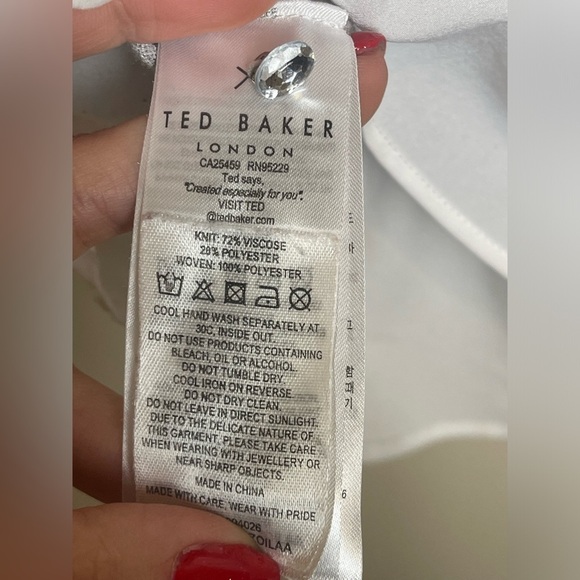 TED BAKER
LONDON
CA25459 RN95229
Ted says,
"Created especially for you".
VISIT TED
@tedbaker.com
KNIT: 72% VISCOSE
28% POLYESTER
WOVEN: 100% POLYESTER
COOL HAND WASH SEPARATELY AT
30C, INSIDE OUT.
DO NOT USE PRODUCTS CONTAINING
BLEACH, OIL OR ALCOHOL.
DO NOT TUMBLE DRY.
COOL IRON ON REVERSE.
DO NOT DRY CLEAN.
DO NOT LEAVE IN DIRECT SUNLIGHT.
DUE TO THE DELICATE NATURE OF
THIS GARMENT, PLEASE TAKE CARE
WHEN WEARING WITH JEWELLERY OR
NEAR SHARP OBJECTS.
MADE IN CHINA
MADE WITH CARE, WEAR WITH PRIDE